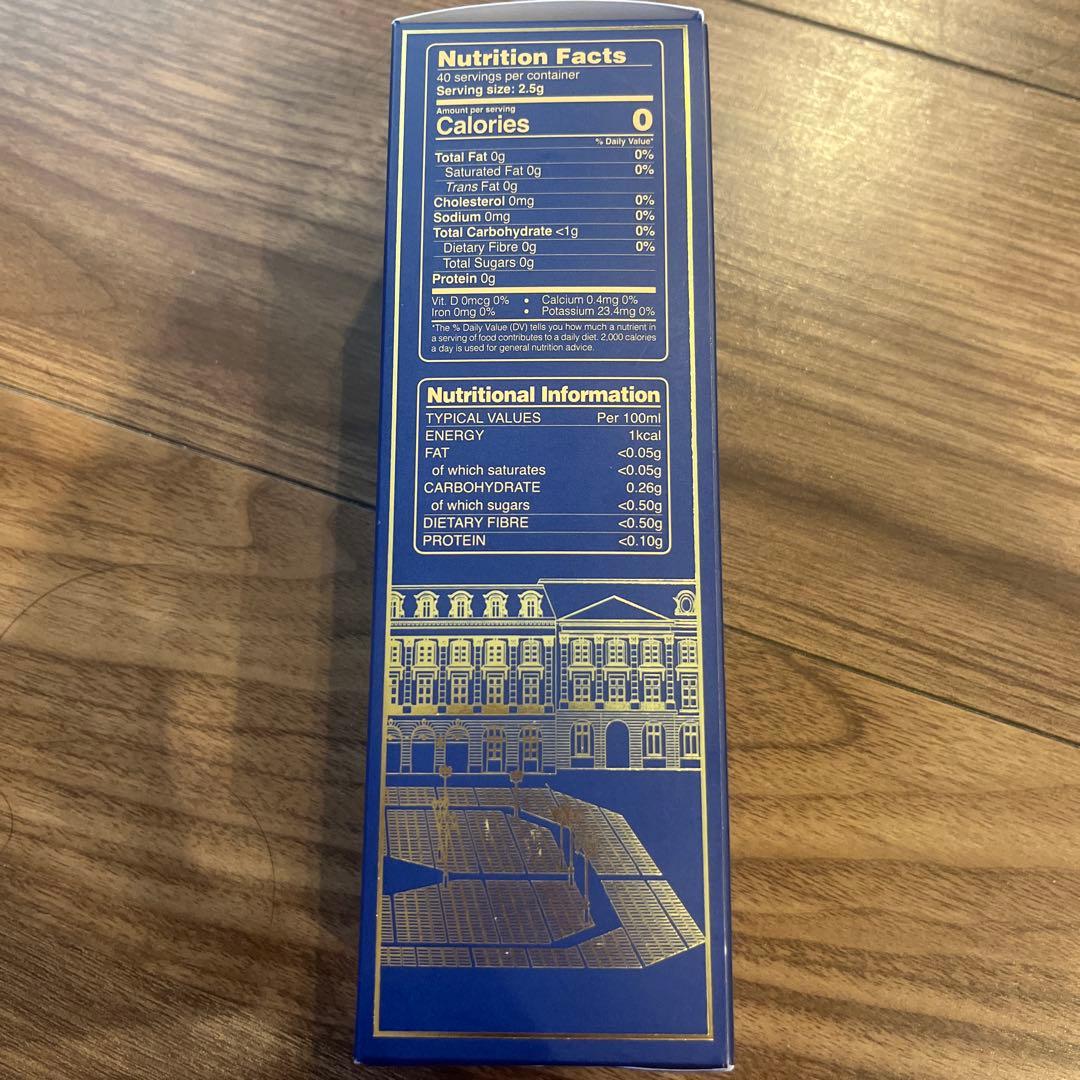 Nutrition Facts
40 servings per container
Serving size: 2.5g
Amount per serving
Calories 0
% Daily Value*
Total Fat 0g 0%
Saturated Fat 0g 0%
Trans Fat 0g
Cholesterol 0mg 0%
Sodium 0mg 0%
Total Carbohydrate <1g 0%
Dietary Fibre 0g 0%
Total Sugars 0g
Protein 0g
Vit. D 0mcg 0% • Calcium 0.4mg 0%
Iron 0mg 0% • Potassium 23.4mg 0%
*The % Daily Value (DV) tells you how much a nutrient in
a serving of food contributes to a daily diet. 2,000 calories
a day is used for general nutrition advice.
Nutritional Information
TYPICAL VALUES Per 100ml
ENERGY 1kcal
FAT <0.05g
of which saturates <0.05g
CARBOHYDRATE 0.26g
of which sugars <0.50g
DIETARY FIBRE <0.50g
PROTEIN <0.10g